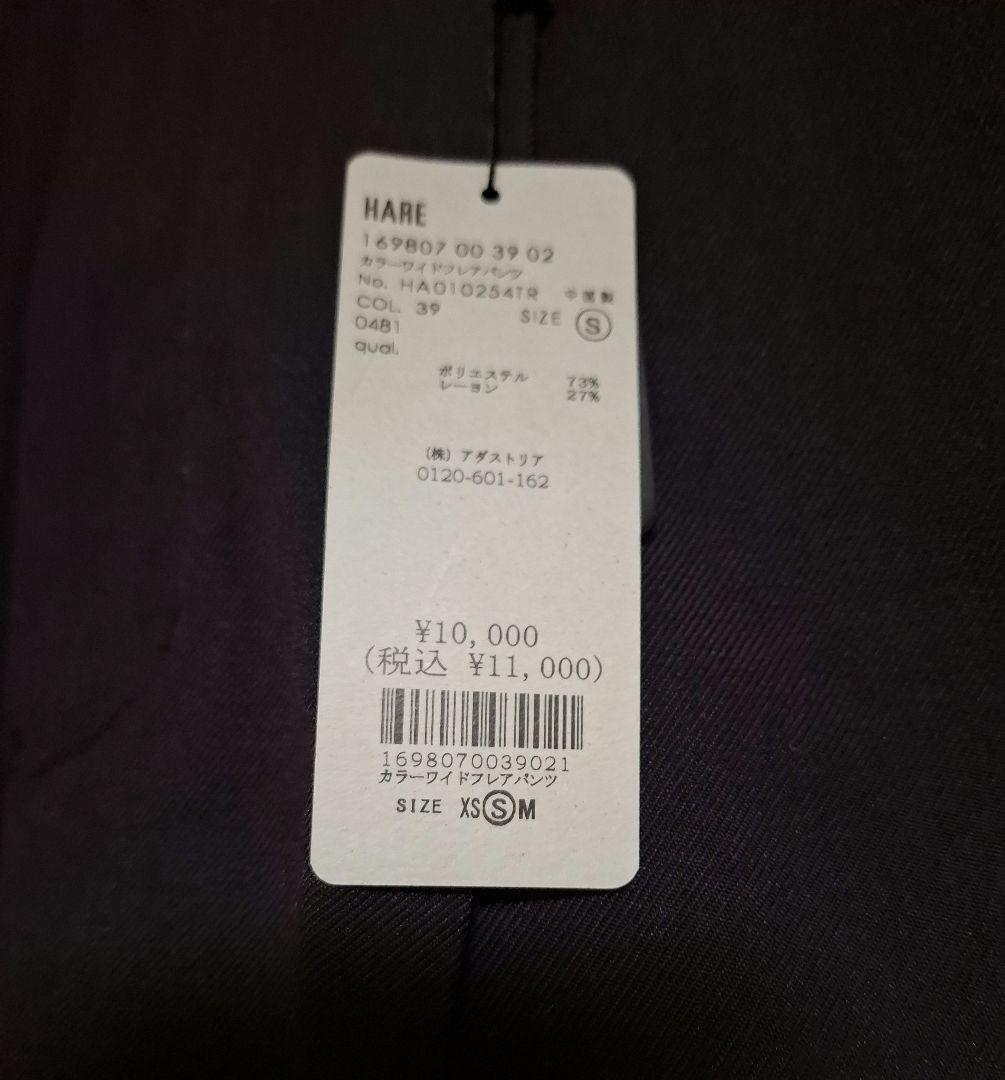 HARE
169807 00 39 02
カラーワイドフレアパンツ
No. HA010254TR 中国製
COL. 39 SIZE S
0481
qual.
ポリエステル 73%
レーヨン 27%
(株) アダストリア
0120-601-162
¥10,000
(税込 ¥11,000)
1698070039021
カラーワイドフレアパンツ
SIZE XS S M